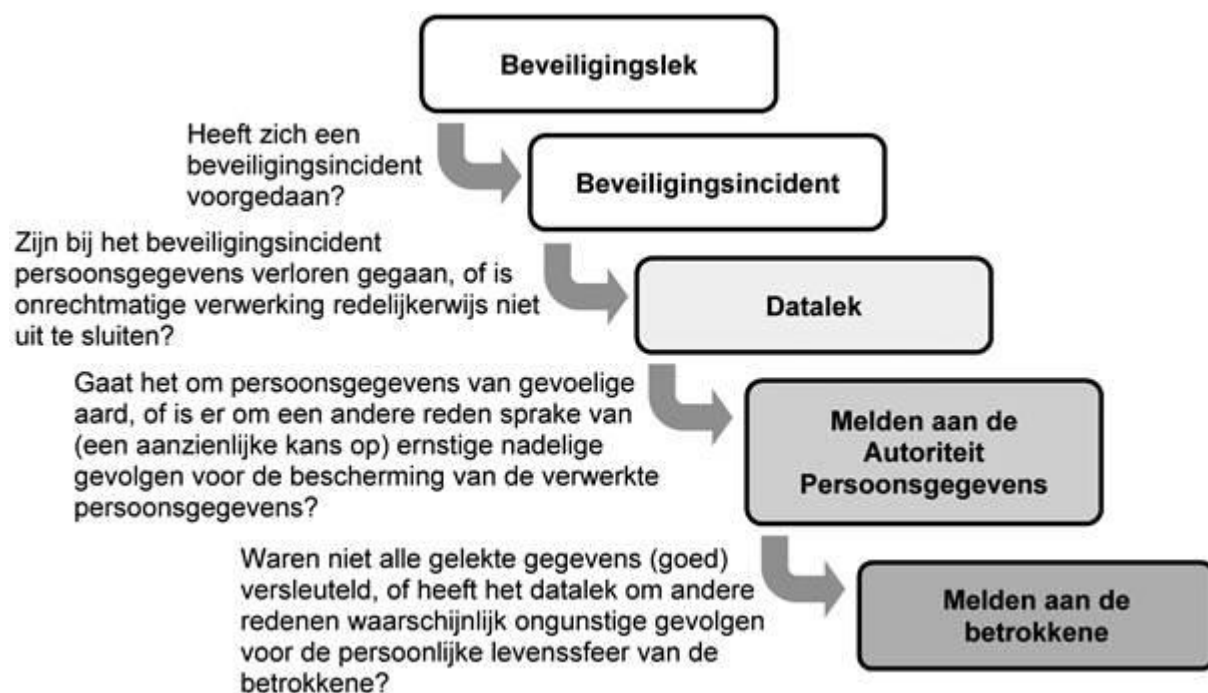 Beveiligingslek
Heeft zich een
beveiligingsincident
voorgedaan?
Beveiligingsincident
Zijn bij het beveiligingsincident
persoonsgegevens verloren gegaan, of is
onrechtmatige verwerking redelijkerwijs niet
uit te sluiten?
Datalek
Gaat het om persoonsgegevens van gevoelige
aard, of is er om een andere reden sprake van
(een aanzienlijke kans op) ernstige nadelige
gevolgen voor de bescherming van de verwerkte
persoonsgegevens?
Melden aan de
Autoriteit
Persoonsgegevens
Waren niet alle gelekte gegevens (goed)
versleuteld, of heeft het datalek om andere
redenen waarschijnlijk ongunstige gevolgen
voor de persoonlijke levenssfeer van de
betrokkene?
Melden aan de
betrokkene